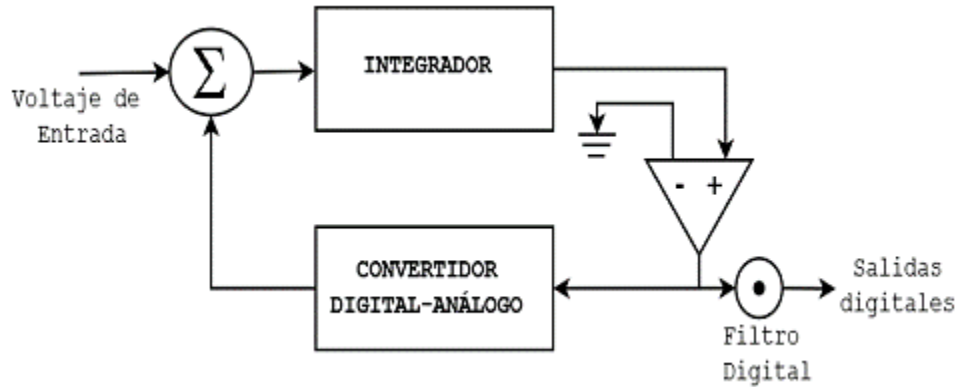 Σ
INTEGRADOR
Voltaje de
Entrada
- +
CONVERTIDOR
DIGITAL-ANÁLOGO
Salidas
digitales
Filtro
Digital